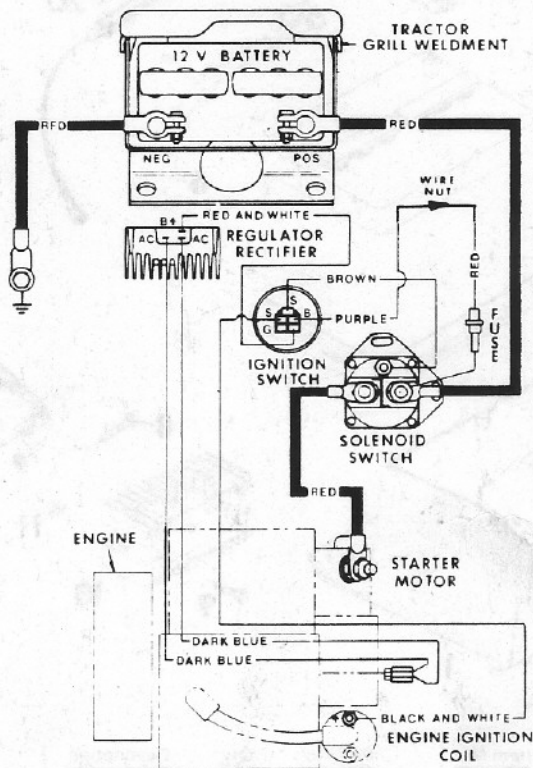 TRACTOR
GRILL WELDMENT
12 V BATTERY
RED
RED
NEG
POS
WIRE
NUT
RED AND WHITE
B+
AC
AC
REGULATOR
RECTIFIER
BROWN
RED
S
S
B
G
PURPLE
FUSE
IGNITION
SWITCH
SOLENOID
SWITCH
RED
ENGINE
STARTER
MOTOR
DARK BLUE
DARK BLUE
+
BLACK AND WHITE
ENGINE IGNITION
COIL